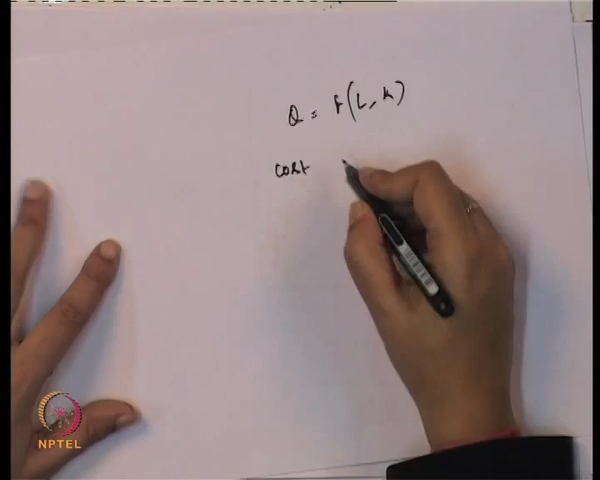 Q = f(L, K)
cost
NPTEL